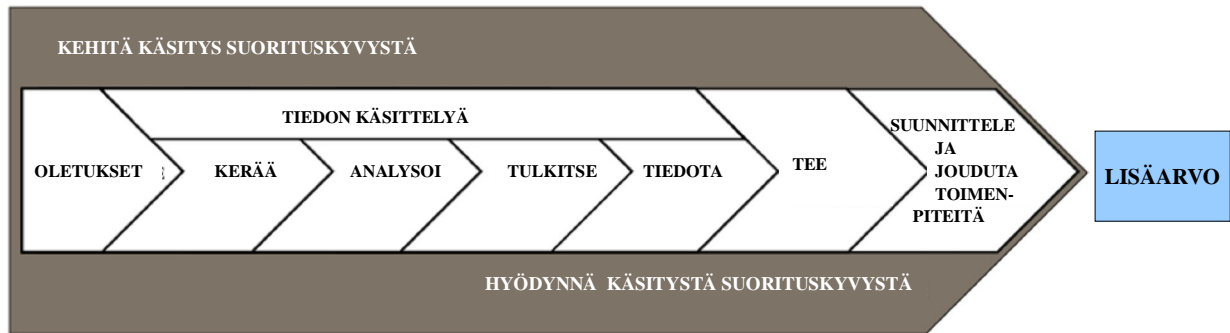 KEHITÄ KÄSITYS SUORITUSKYVYSTÄ
TIEDON KÄSITTELYÄ
OLETUKSET
KERÄÄ
ANALYSOI
TULKITSE
TIEDOTA
TEE
SUUNNITTELE
JA
JOUDUTA
TOIMEN-
PITEITÄ
LISÄARVO
HYÖDYNNÄ KÄSITYSTÄ SUORITUSKYVYSTÄ